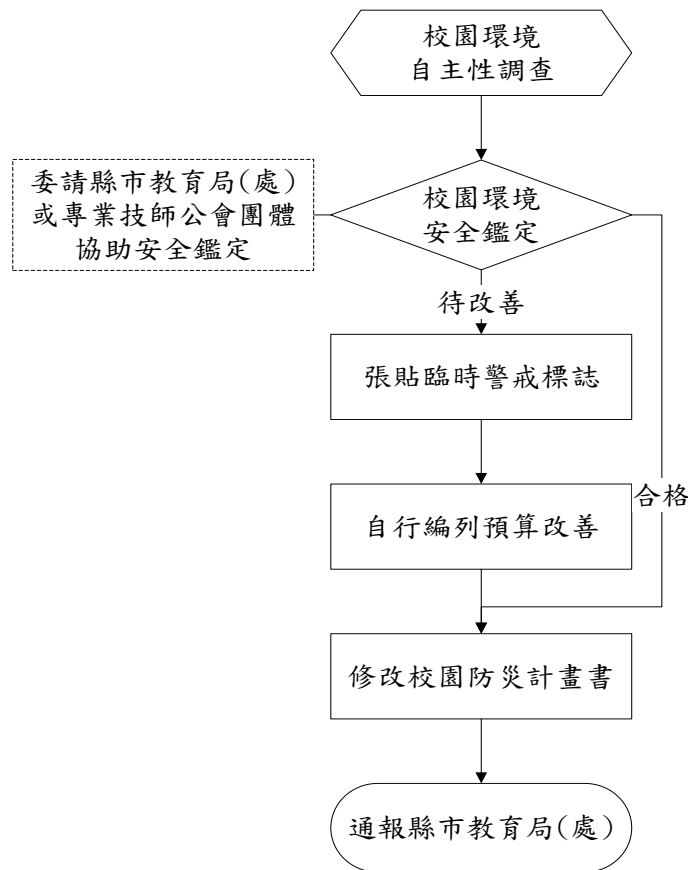 校園環境
自主性調查
委請縣市教育局(處)
或專業技師公會團體
協助安全鑑定
校園環境
安全鑑定
待改善
張貼臨時警戒標誌
自行編列預算改善
合格
修改校園防災計畫書
通報縣市教育局(處)